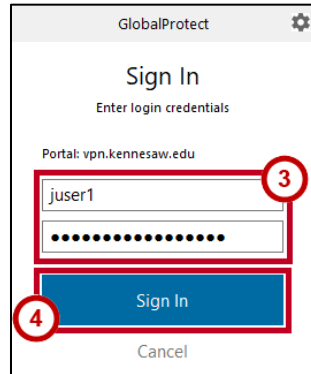 GlobalProtect
Sign In
Enter login credentials
Portal: vpn.kennesaw.edu
3
juser1
•••••••••••••••••
Sign In
4
Cancel